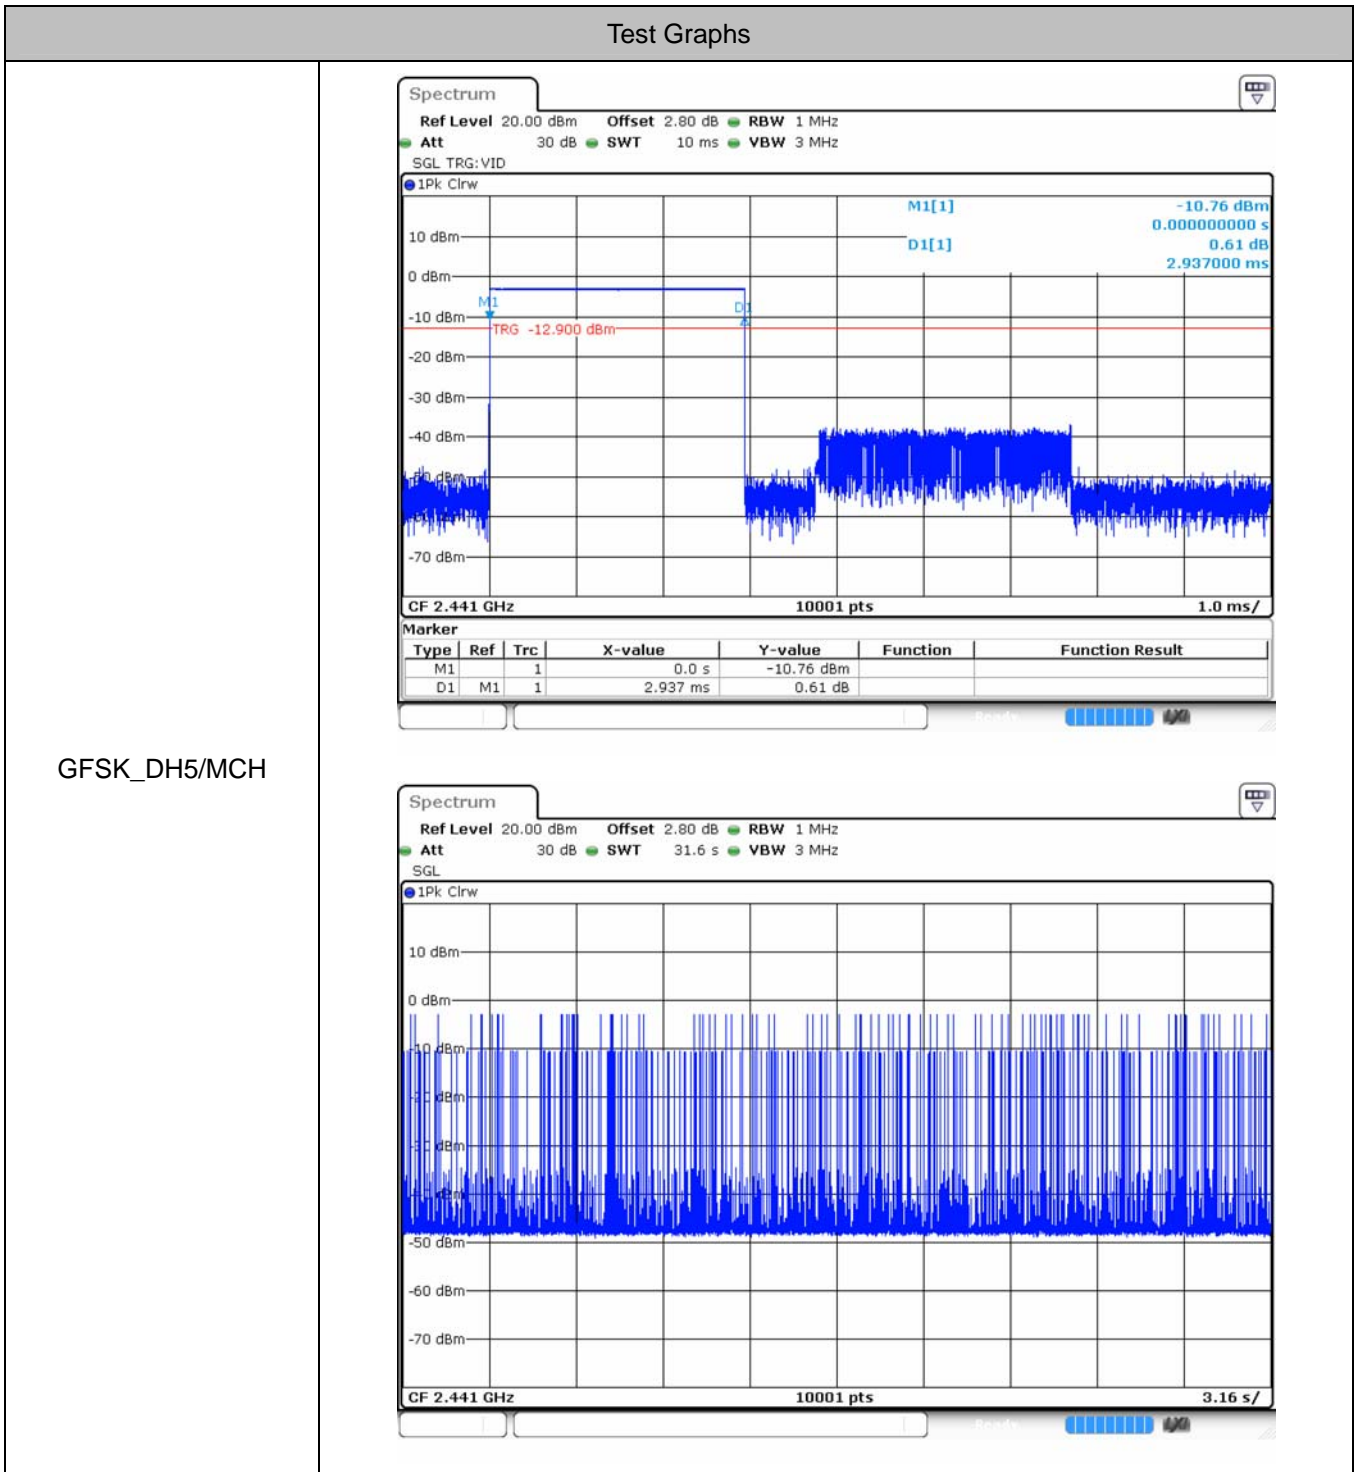 Test Graphs
GFSK_DH5/MCH
Spectrum
Ref Level 20.00 dBm Offset 2.80 dB RBW 1 MHz
Att 30 dB SWT 10 ms VBW 3 MHz
SGL TRG:VID
1Pk Clrw
M1[1] -10.76 dBm
0.000000000 s
10 dBm
D1[1] 0.61 dB
2.937000 ms
0 dBm
M1
D1
-10 dBm
TRG -12.900 dBm
-20 dBm
-30 dBm
-40 dBm
-70 dBm
CF 2.441 GHz 10001 pts 1.0 ms/
Marker
Type Ref Trc X-value Y-value Function Function Result
M1 1 0.0 s -10.76 dBm
D1 M1 1 2.937 ms 0.61 dB
Ready
Spectrum
Ref Level 20.00 dBm Offset 2.80 dB RBW 1 MHz
Att 30 dB SWT 31.6 s VBW 3 MHz
SGL
1Pk Clrw
10 dBm
0 dBm
-10 dBm
-20 dBm
-50 dBm
-60 dBm
-70 dBm
CF 2.441 GHz 10001 pts 3.16 s/
Ready